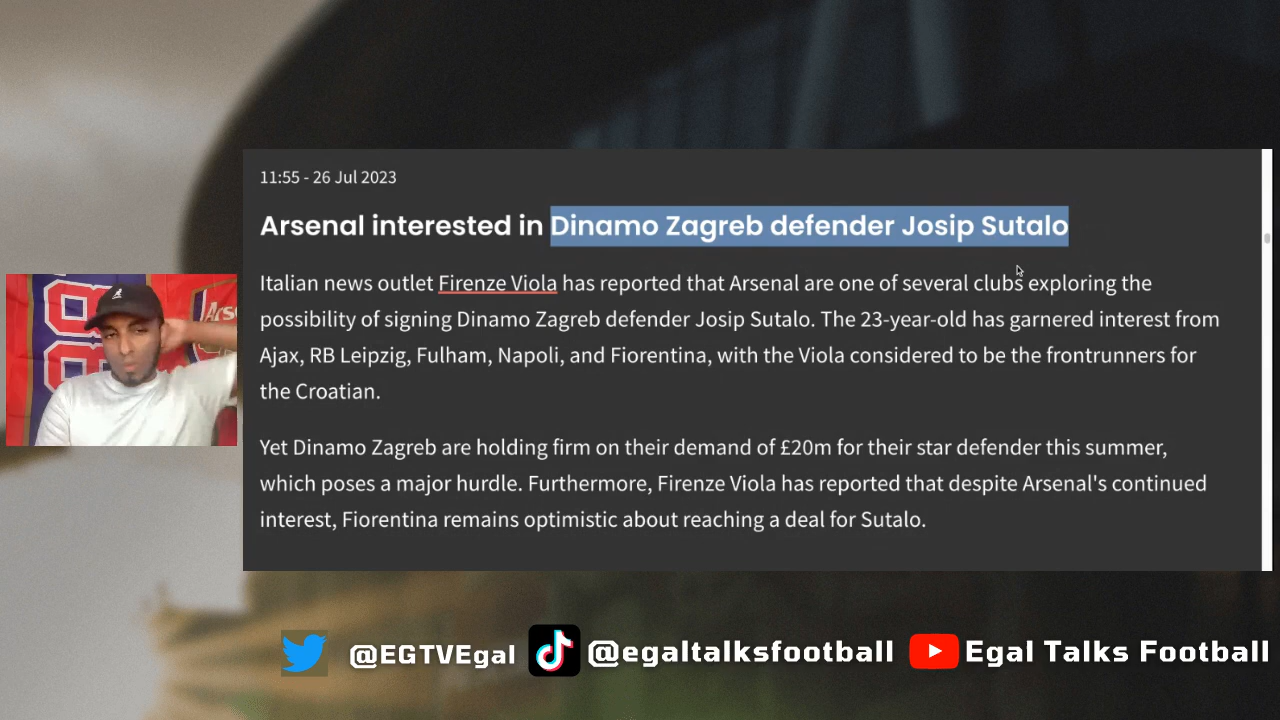 11:55 - 26 Jul 2023
Arsenal interested in Dinamo Zagreb defender Josip Sutalo
Italian news outlet Firenze Viola has reported that Arsenal are one of several clubs exploring the
possibility of signing Dinamo Zagreb defender Josip Sutalo. The 23-year-old has garnered interest from
Ajax, RB Leipzig, Fulham, Napoli, and Fiorentina, with the Viola considered to be the frontrunners for
the Croatian.
Yet Dinamo Zagreb are holding firm on their demand of £20m for their star defender this summer,
which poses a major hurdle. Furthermore, Firenze Viola has reported that despite Arsenal's continued
interest, Fiorentina remains optimistic about reaching a deal for Sutalo.
@EGTVEgal @egaltalksfootball Egal Talks Football